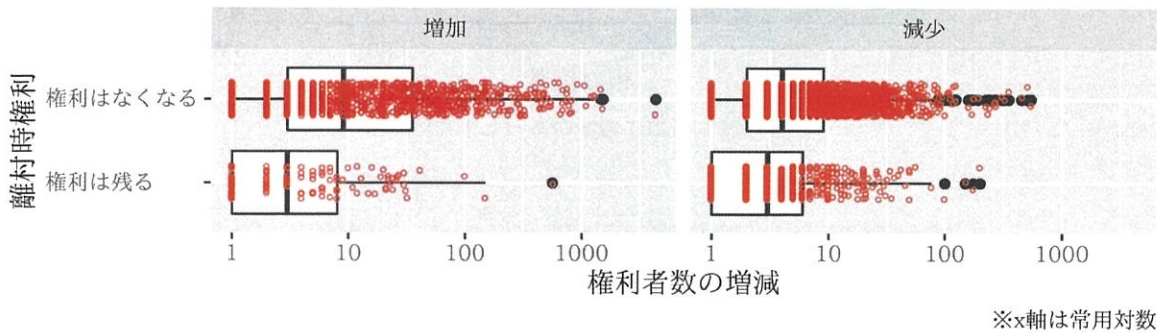 増加
減少
離村時権利
権利はなくなる
権利は残る
1
10
100
1000
1
10
100
1000
権利者数の増減
※x軸は常用対数